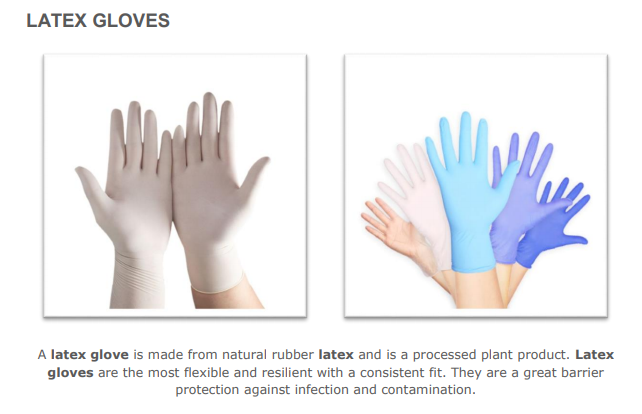 LATEX GLOVES
A latex glove is made from natural rubber latex and is a processed plant product. Latex
gloves are the most flexible and resilient with a consistent fit. They are a great barrier
protection against infection and contamination.